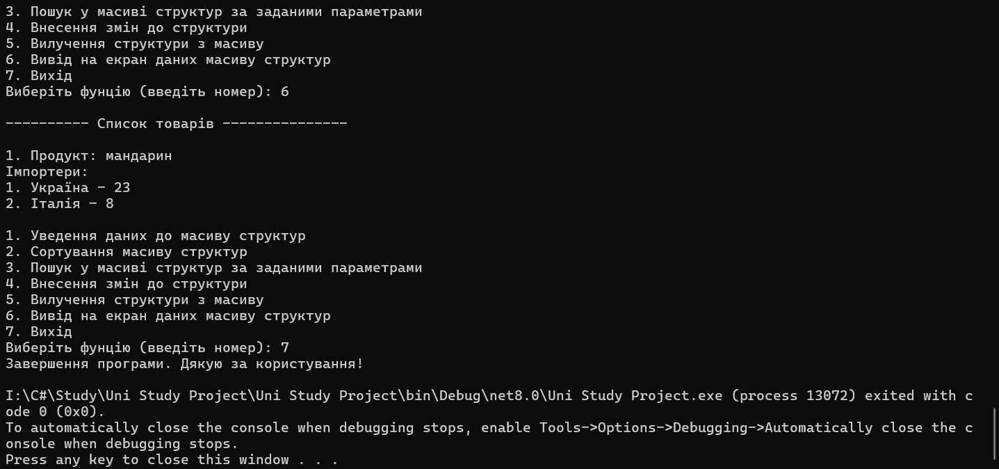 3. Пошук у масиві структур за заданими параметрами
4. Внесення змін до структури
5. Вилучення структури з масиву
6. Вивід на екран даних масиву структур
7. Вихід
Виберіть фунцію (введіть номер): 6
---------- Список товарів ---------------
1. Продукт: мандарин
Імпортери:
1. Україна - 23
2. Італія - 8
1. Уведення даних до масиву структур
2. Сортування масиву структур
3. Пошук у масиві структур за заданими параметрами
4. Внесення змін до структури
5. Вилучення структури з масиву
6. Вивід на екран даних масиву структур
7. Вихід
Виберіть фунцію (введіть номер): 7
Завершення програми. Дякую за користування!
I:\C#\Study\Uni Study Project\Uni Study Project\bin\Debug\net8.0\Uni Study Project.exe (process 13072) exited with c
ode 0 (0x0).
To automatically close the console when debugging stops, enable Tools->Options->Debugging->Automatically close the c
onsole when debugging stops.
Press any key to close this window . . .